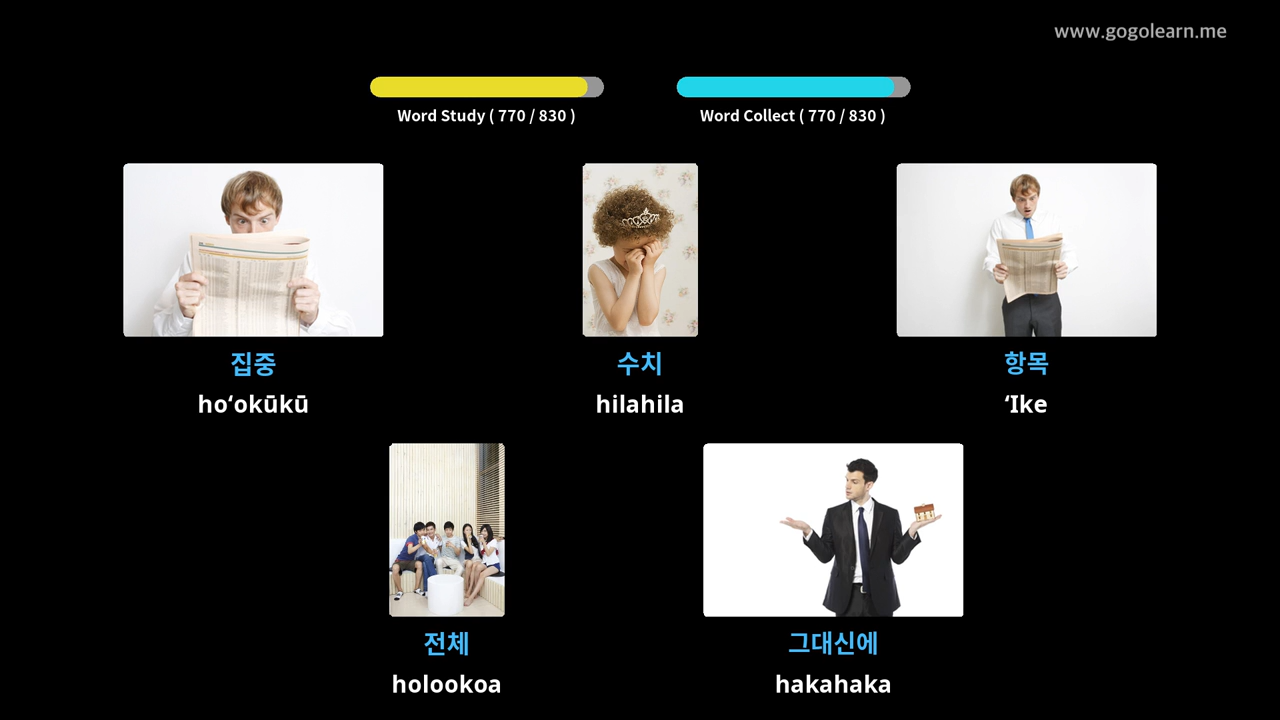 www.gogolearn.me
Word Study ( 770 / 830 )
Word Collect ( 770 / 830 )
집중
hoʻokūkū
수치
hilahila
항목
ʻIke
전체
holookoa
그대신에
hakahaka